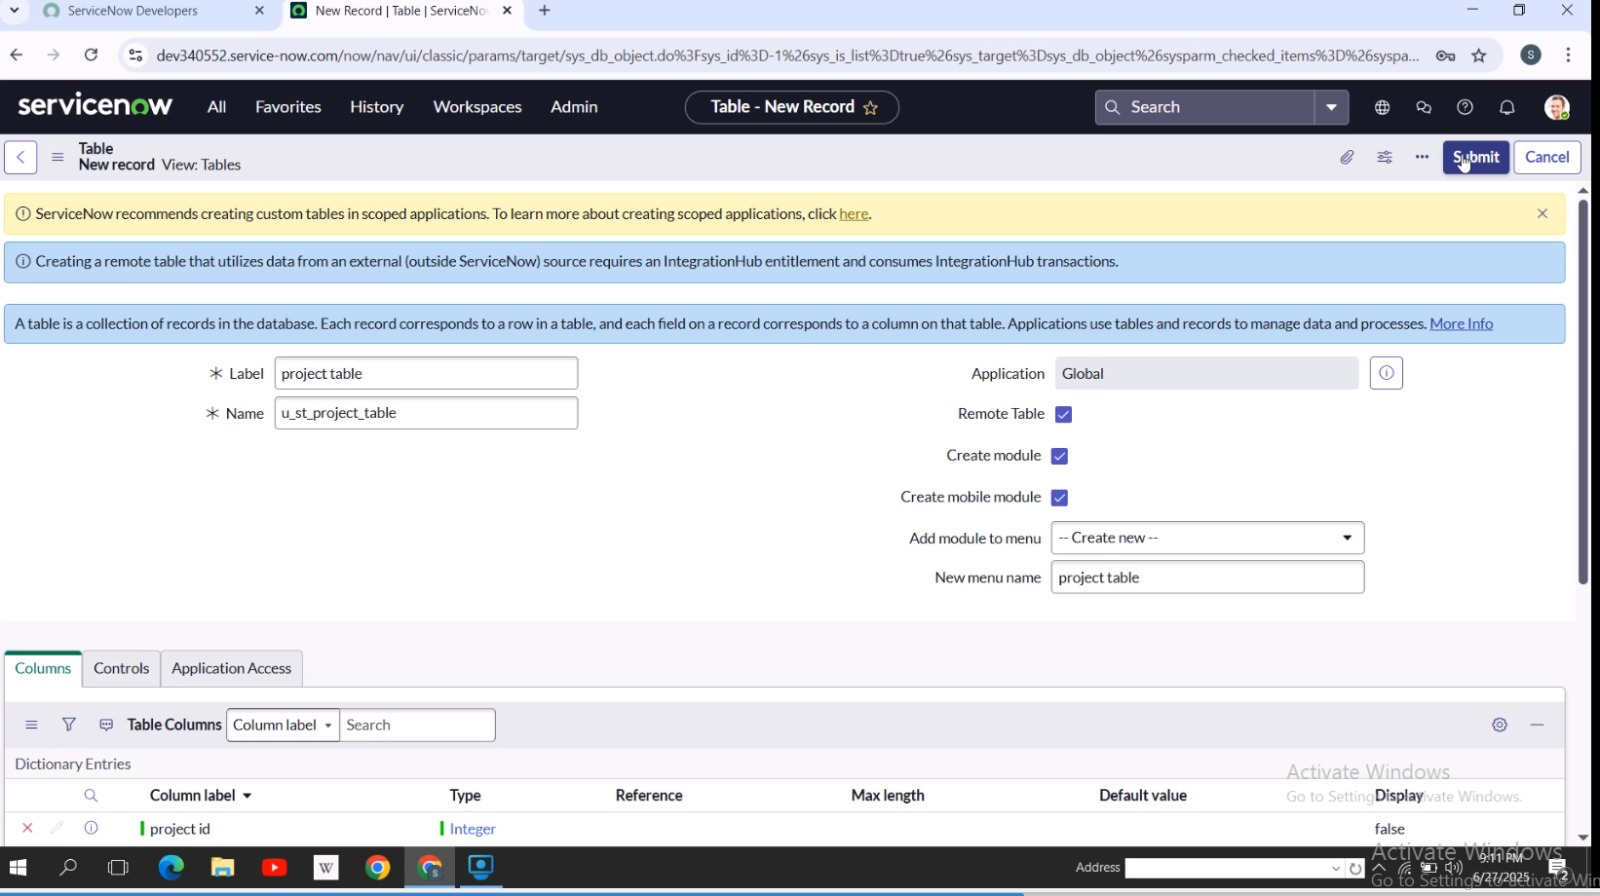 ServiceNow Developers
New Record | Table | ServiceNo
dev340552.service-now.com/now/nav/ui/classic/params/target/sys_db_object.do%3Fsys_id%3D-1%26sys_is_list%3Dtrue%26sys_target%3Dsys_db_object%26sysparm_checked_items%3D%26syspa...
S
servicenow All Favorites History Workspaces Admin Table - New Record Search
Table
New record View: Tables
Submit Cancel
ServiceNow recommends creating custom tables in scoped applications. To learn more about creating scoped applications, click here.
Creating a remote table that utilizes data from an external (outside ServiceNow) source requires an IntegrationHub entitlement and consumes IntegrationHub transactions.
A table is a collection of records in the database. Each record corresponds to a row in a table, and each field on a record corresponds to a column on that table. Applications use tables and records to manage data and processes. More Info
Label project table
Application Global
Name u_st_project_table
Remote Table
Create module
Create mobile module
Add module to menu -- Create new --
New menu name project table
Columns Controls Application Access
Table Columns Column label Search
Dictionary Entries
Column label Type Reference Max length Default value Display
project id Integer false
Activate Windows
Go to Settings to activate Windows.
Address
W
S
Activate Windows
Go to Settings to activate Win
9:11 PM
6/27/2025
2